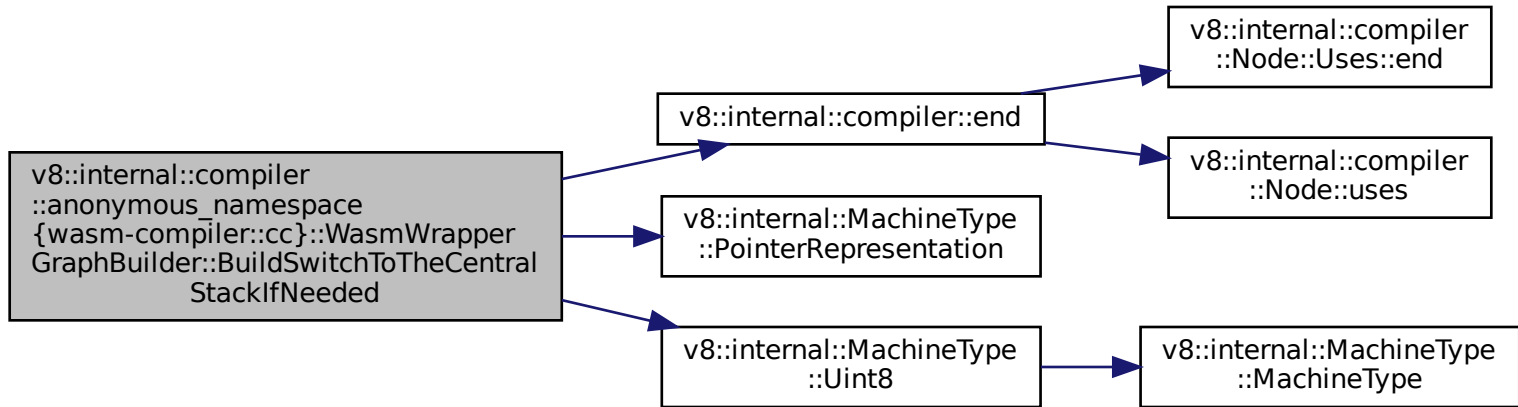 v8::internal::compiler
::anonymous_namespace
{wasm-compiler::cc}::WasmWrapper
GraphBuilder::BuildSwitchToTheCentral
StackIfNeeded
v8::internal::compiler::end
v8::internal::compiler
::Node::Uses::end
v8::internal::compiler
::Node::uses
v8::internal::MachineType
::PointerRepresentation
v8::internal::MachineType
::Uint8
v8::internal::MachineType
::MachineType